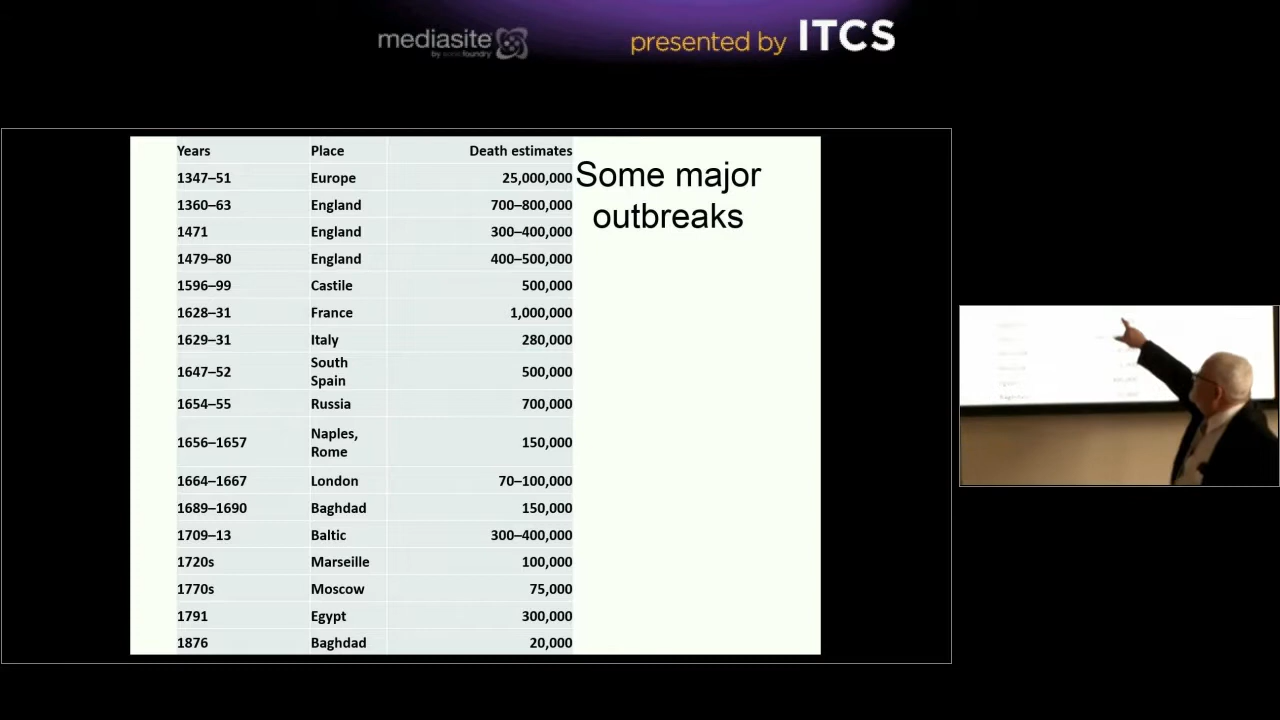 mediasite
by sonicfoundry
presented by ITCS
Years Place Death estimates
1347–51 Europe 25,000,000
1360–63 England 700–800,000
1471 England 300–400,000
1479–80 England 400–500,000
1596–99 Castile 500,000
1628–31 France 1,000,000
1629–31 Italy 280,000
1647–52 South Spain 500,000
1654–55 Russia 700,000
1656–1657 Naples, Rome 150,000
1664–1667 London 70–100,000
1689–1690 Baghdad 150,000
1709–13 Baltic 300–400,000
1720s Marseille 100,000
1770s Moscow 75,000
1791 Egypt 300,000
1876 Baghdad 20,000
Some major
outbreaks